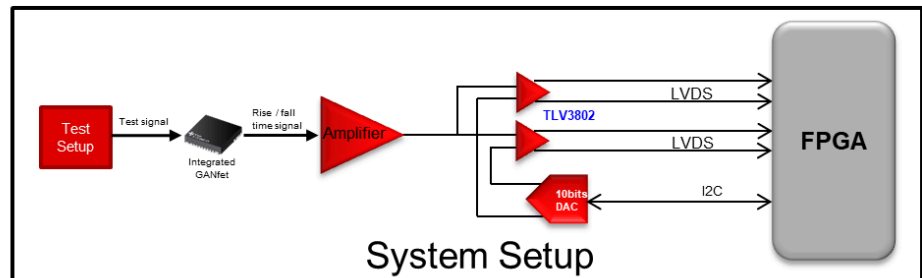 Test
Setup
Test signal
Integrated
GANfet
Rise / fall
time signal
Amplifier
TLV3802
LVDS
LVDS
10bits
DAC
I2C
FPGA
System Setup